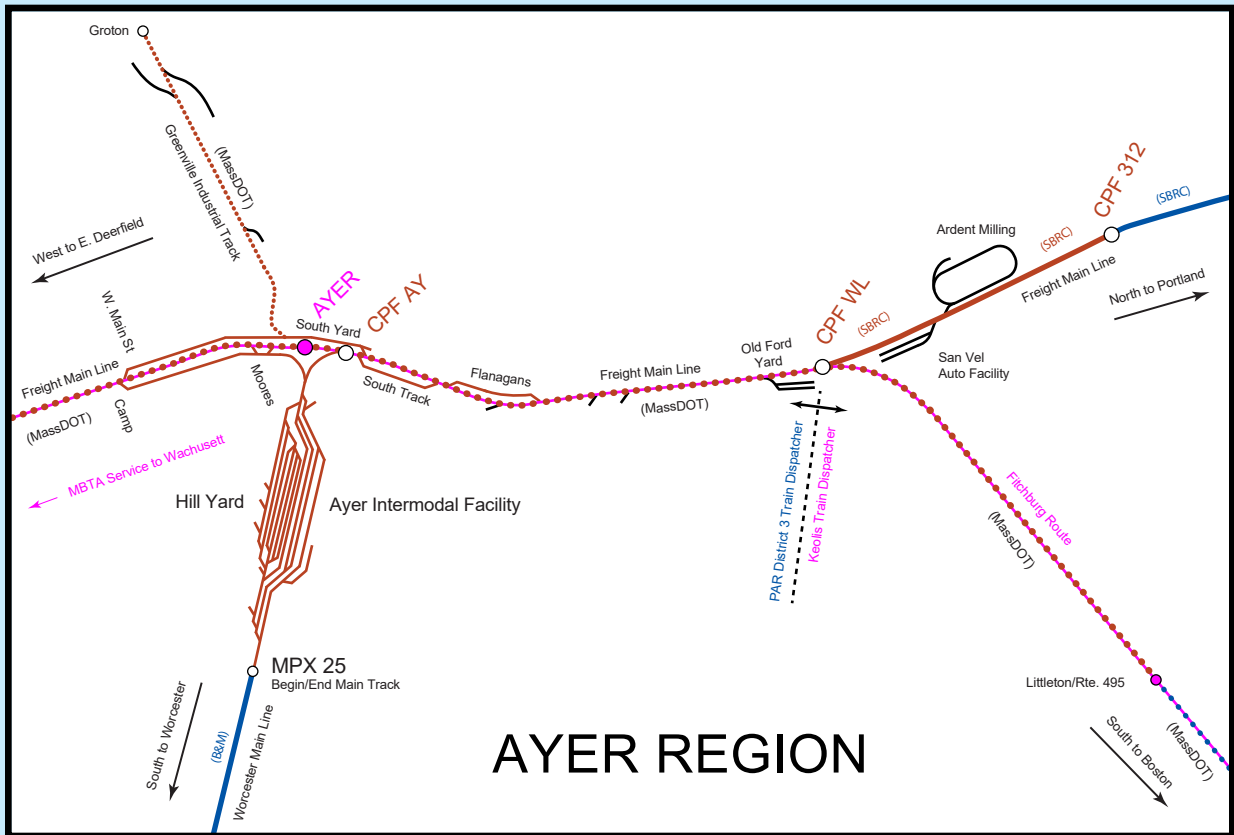 Groton
(MassDOT)
Greenville Industrial Track
West to E. Deerfield
W. Main St
AYER
CPF AY
South Yard
Freight Main Line
(MassDOT)
Camp
Moores
South Track
Flanagans
MBTA Service to Wachusett
Freight Main Line
(MassDOT)
Old Ford
Yard
CPF WL
(SBRC)
Ardent Milling
(SBRC)
CPF 312
(SBRC)
Freight Main Line
North to Portland
San Vel
Auto Facility
PAR District 3 Train Dispatcher
Keolis Train Dispatcher
Fitchburg Route
(MassDOT)
Hill Yard
Ayer Intermodal Facility
MPX 25
Begin/End Main Track
South to Worcester
(B&M)
Worcester Main Line
Littleton/Rte. 495
South to Boston
(MassDOT)
AYER REGION